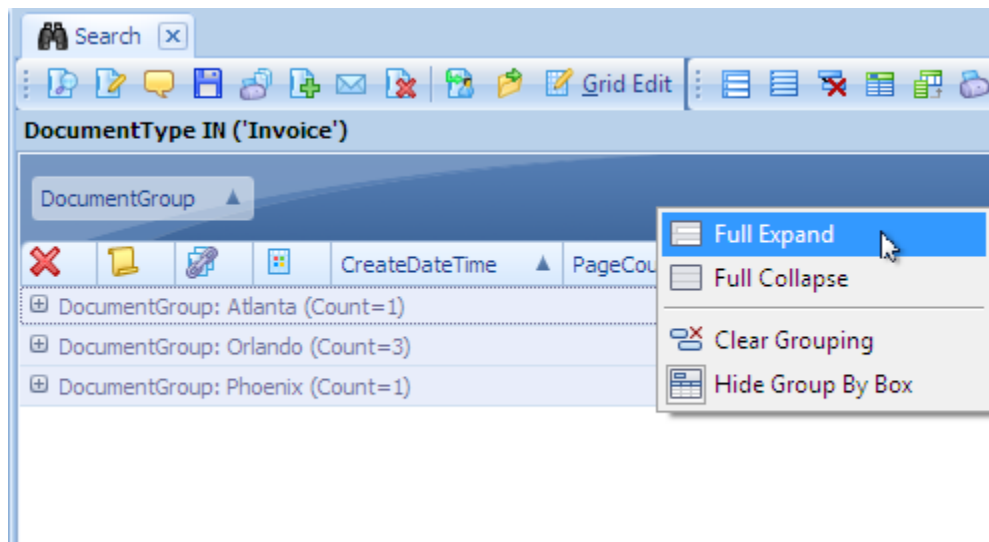 Search
Grid Edit
DocumentType IN ('Invoice')
DocumentGroup
CreateDateTime PageCou
Full Expand
Full Collapse
Clear Grouping
Hide Group By Box
DocumentGroup: Atlanta (Count=1)
DocumentGroup: Orlando (Count=3)
DocumentGroup: Phoenix (Count=1)